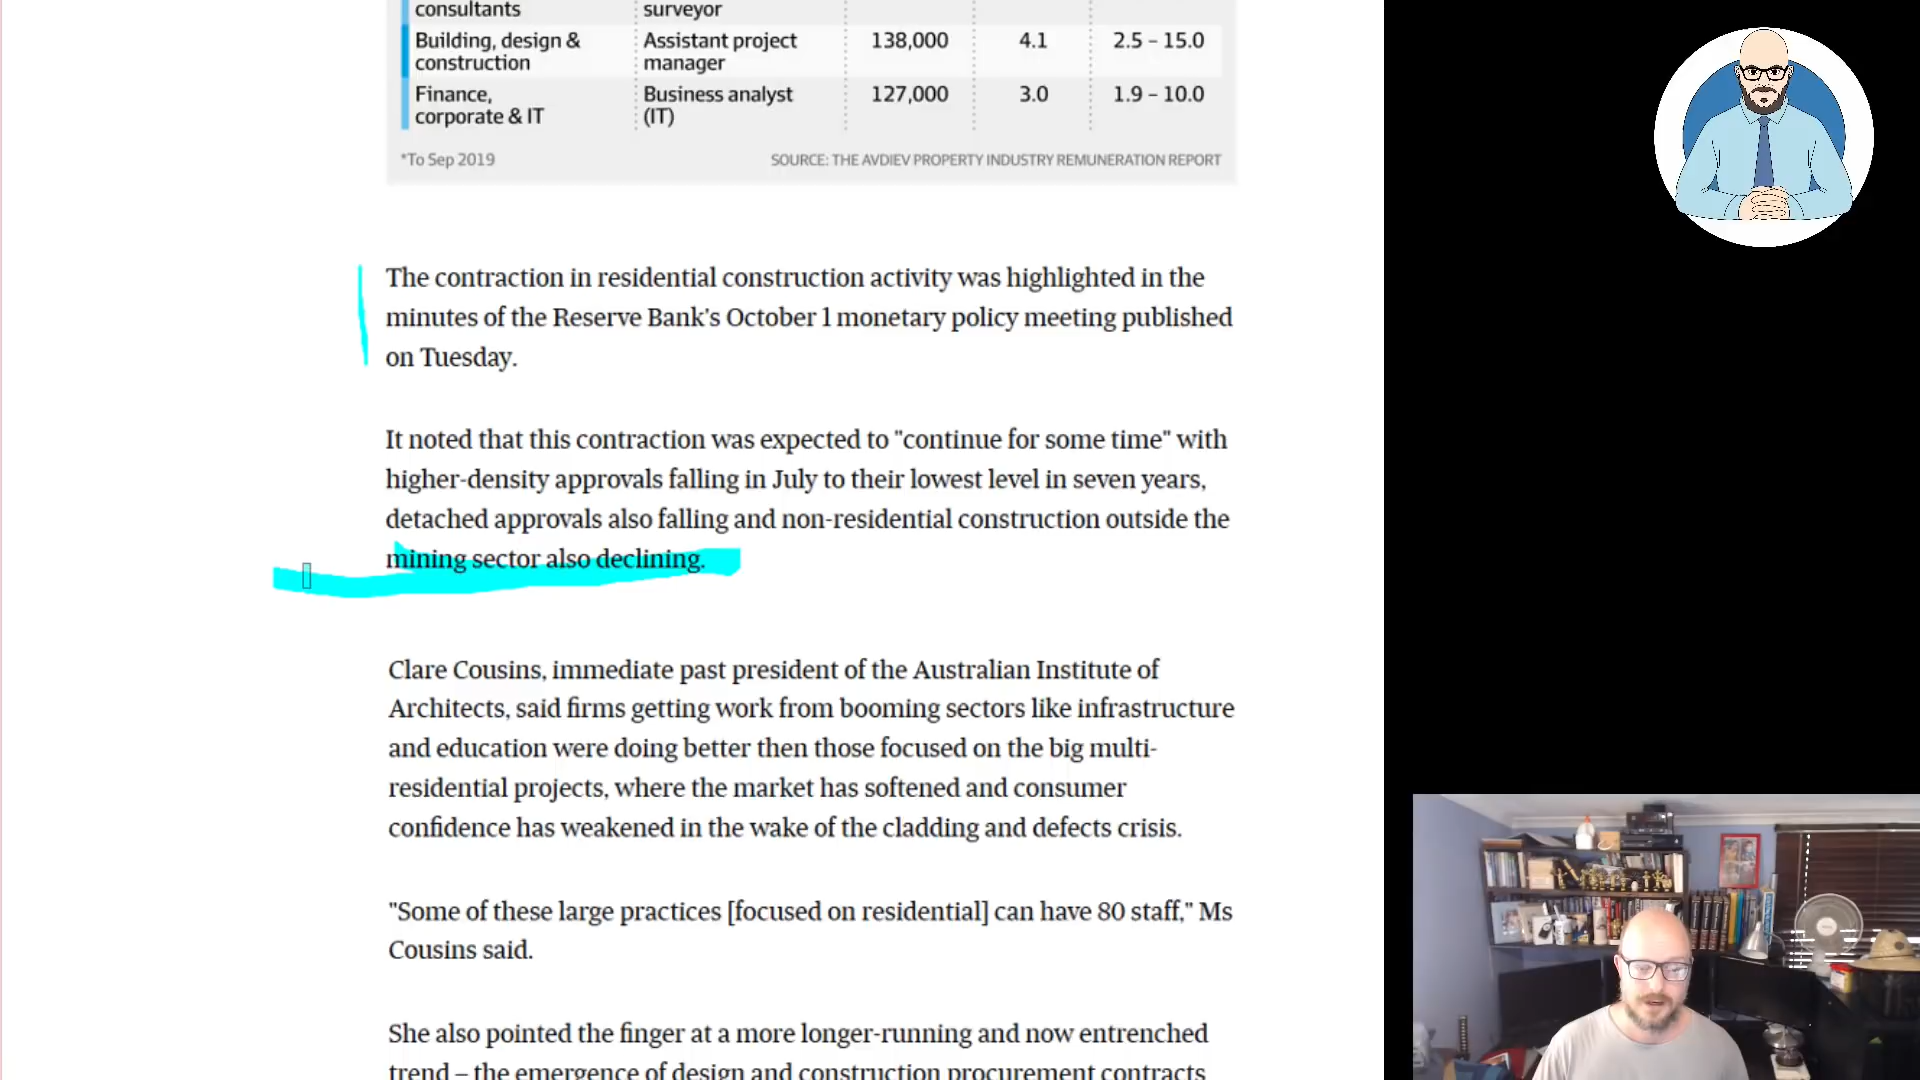 consultants surveyor
Building, design & Assistant project 138,000 4.1 2.5 – 15.0
construction manager
Finance, Business analyst 127,000 3.0 1.9 – 10.0
corporate & IT (IT)
*To Sep 2019 SOURCE: THE AVDIEV PROPERTY INDUSTRY REMUNERATION REPORT
The contraction in residential construction activity was highlighted in the
minutes of the Reserve Bank's October 1 monetary policy meeting published
on Tuesday.
It noted that this contraction was expected to "continue for some time" with
higher-density approvals falling in July to their lowest level in seven years,
detached approvals also falling and non-residential construction outside the
mining sector also declining.
Clare Cousins, immediate past president of the Australian Institute of
Architects, said firms getting work from booming sectors like infrastructure
and education were doing better then those focused on the big multi-
residential projects, where the market has softened and consumer
confidence has weakened in the wake of the cladding and defects crisis.
"Some of these large practices [focused on residential] can have 80 staff," Ms
Cousins said.
She also pointed the finger at a more longer-running and now entrenched
trend – the emergence of design and construction procurement contracts